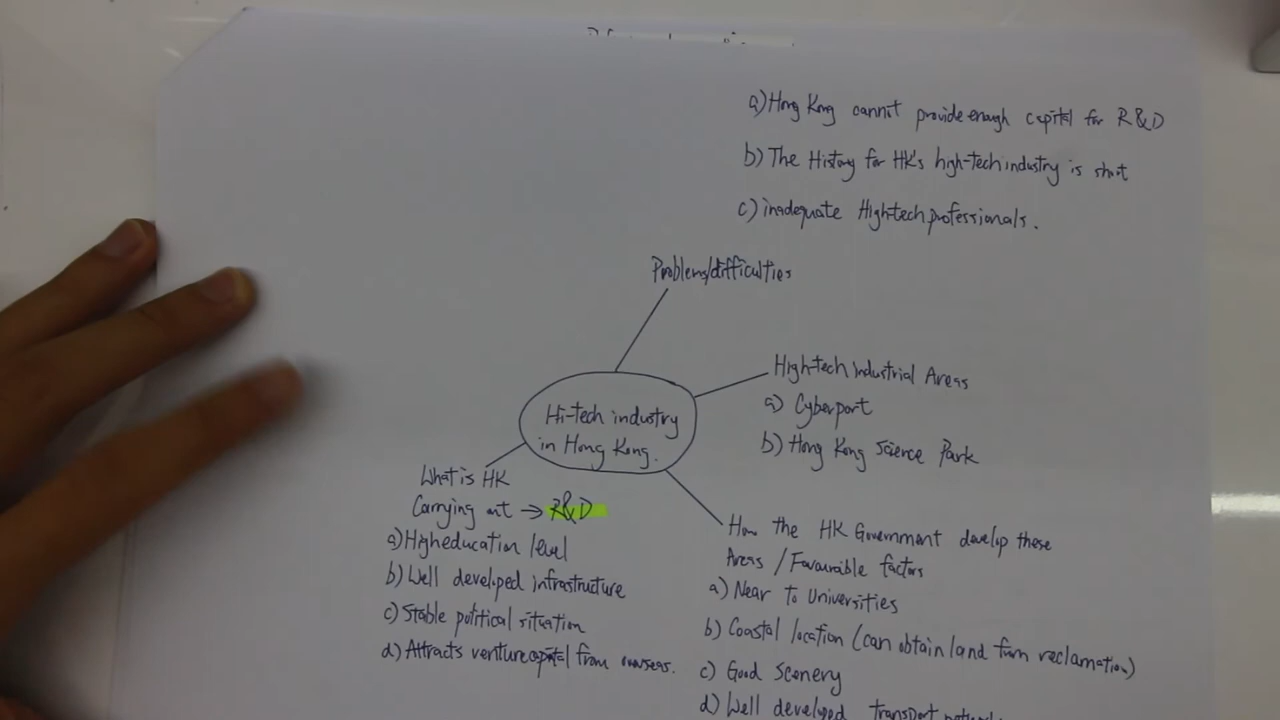 a) Hong Kong cannot provide enough capital for R&D
b) The History for HK's high-tech industry is short
c) inadequate High-tech professionals.
Problems/difficulties
High-tech Industrial Areas
a) Cyberport
b) Hong Kong Science Park
Hi-tech industry
in Hong Kong.
What is HK
Carrying out → R&D
a) High education level
b) Well developed infrastructure
c) Stable political situation
d) Attracts venture capital from overseas.
How the HK Government develop these
Areas / Favourable factors
a) Near to Universities
b) Coastal location (can obtain land from reclamation)
c) Good Scenery
d) Well developed transport